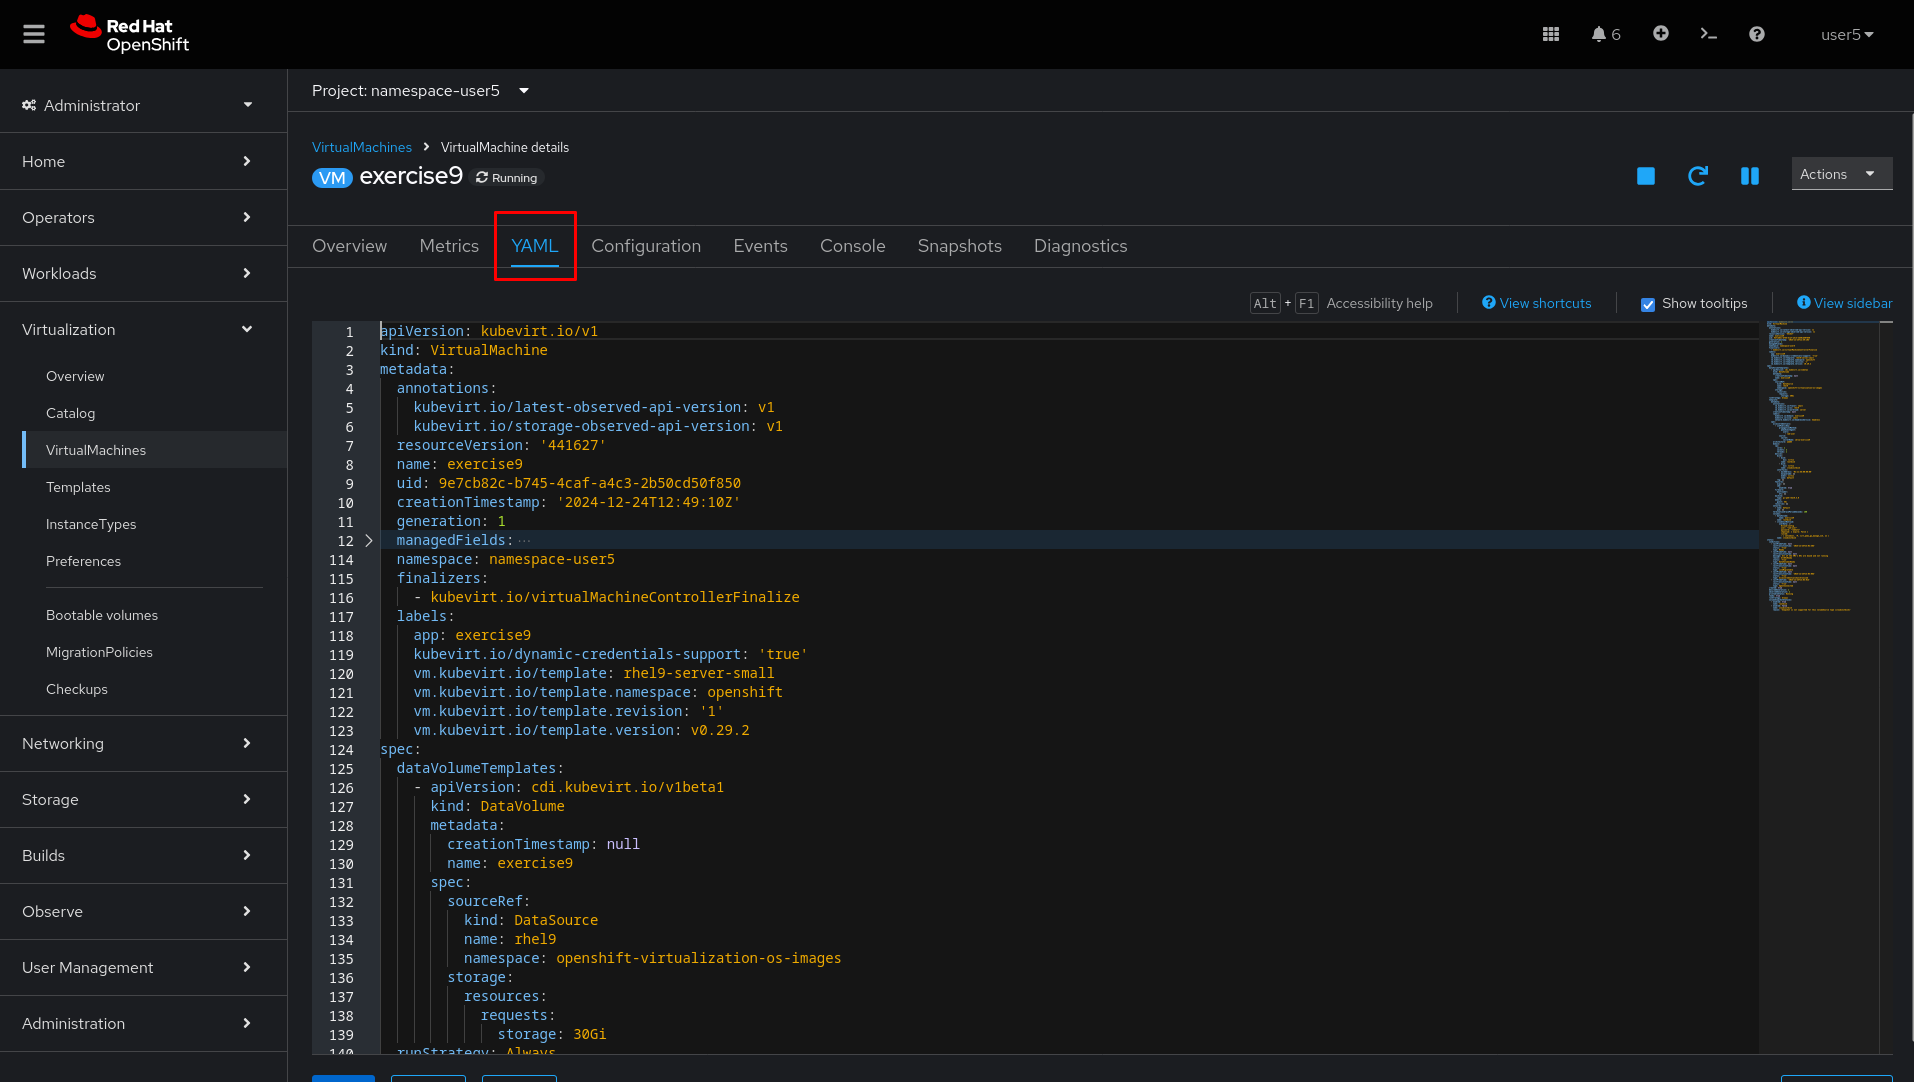 Red Hat
OpenShift
6
user5
Administrator
Home
Operators
Workloads
Virtualization
Overview
Catalog
VirtualMachines
Templates
InstanceTypes
Preferences
Bootable volumes
MigrationPolicies
Checkups
Networking
Storage
Builds
Observe
User Management
Administration
Project: namespace-user5
VirtualMachines > VirtualMachine details
VM exercise9 Running
Actions
Overview Metrics YAML Configuration Events Console Snapshots Diagnostics
Alt + F1 Accessibility help View shortcuts Show tooltips View sidebar
1 apiVersion: kubevirt.io/v1
2 kind: VirtualMachine
3 metadata:
4 annotations:
5 kubevirt.io/latest-observed-api-version: v1
6 kubevirt.io/storage-observed-api-version: v1
7 resourceVersion: '441627'
8 name: exercise9
9 uid: 9e7cb82c-b745-4caf-a4c3-2b50cd50f850
10 creationTimestamp: '2024-12-24T12:49:10Z'
11 generation: 1
12 managedFields: ···
114 namespace: namespace-user5
115 finalizers:
116 - kubevirt.io/virtualMachineControllerFinalize
117 labels:
118 app: exercise9
119 kubevirt.io/dynamic-credentials-support: 'true'
120 vm.kubevirt.io/template: rhel9-server-small
121 vm.kubevirt.io/template.namespace: openshift
122 vm.kubevirt.io/template.revision: '1'
123 vm.kubevirt.io/template.version: v0.29.2
124 spec:
125 dataVolumeTemplates:
126 - apiVersion: cdi.kubevirt.io/v1beta1
127 kind: DataVolume
128 metadata:
129 creationTimestamp: null
130 name: exercise9
131 spec:
132 sourceRef:
133 kind: DataSource
134 name: rhel9
135 namespace: openshift-virtualization-os-images
136 storage:
137 resources:
138 requests:
139 storage: 30Gi
140 runStrategy: Always